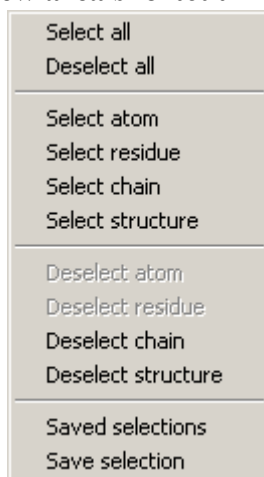 Select all
Deselect all
Select atom
Select residue
Select chain
Select structure
Deselect atom
Deselect residue
Deselect chain
Deselect structure
Saved selections
Save selection